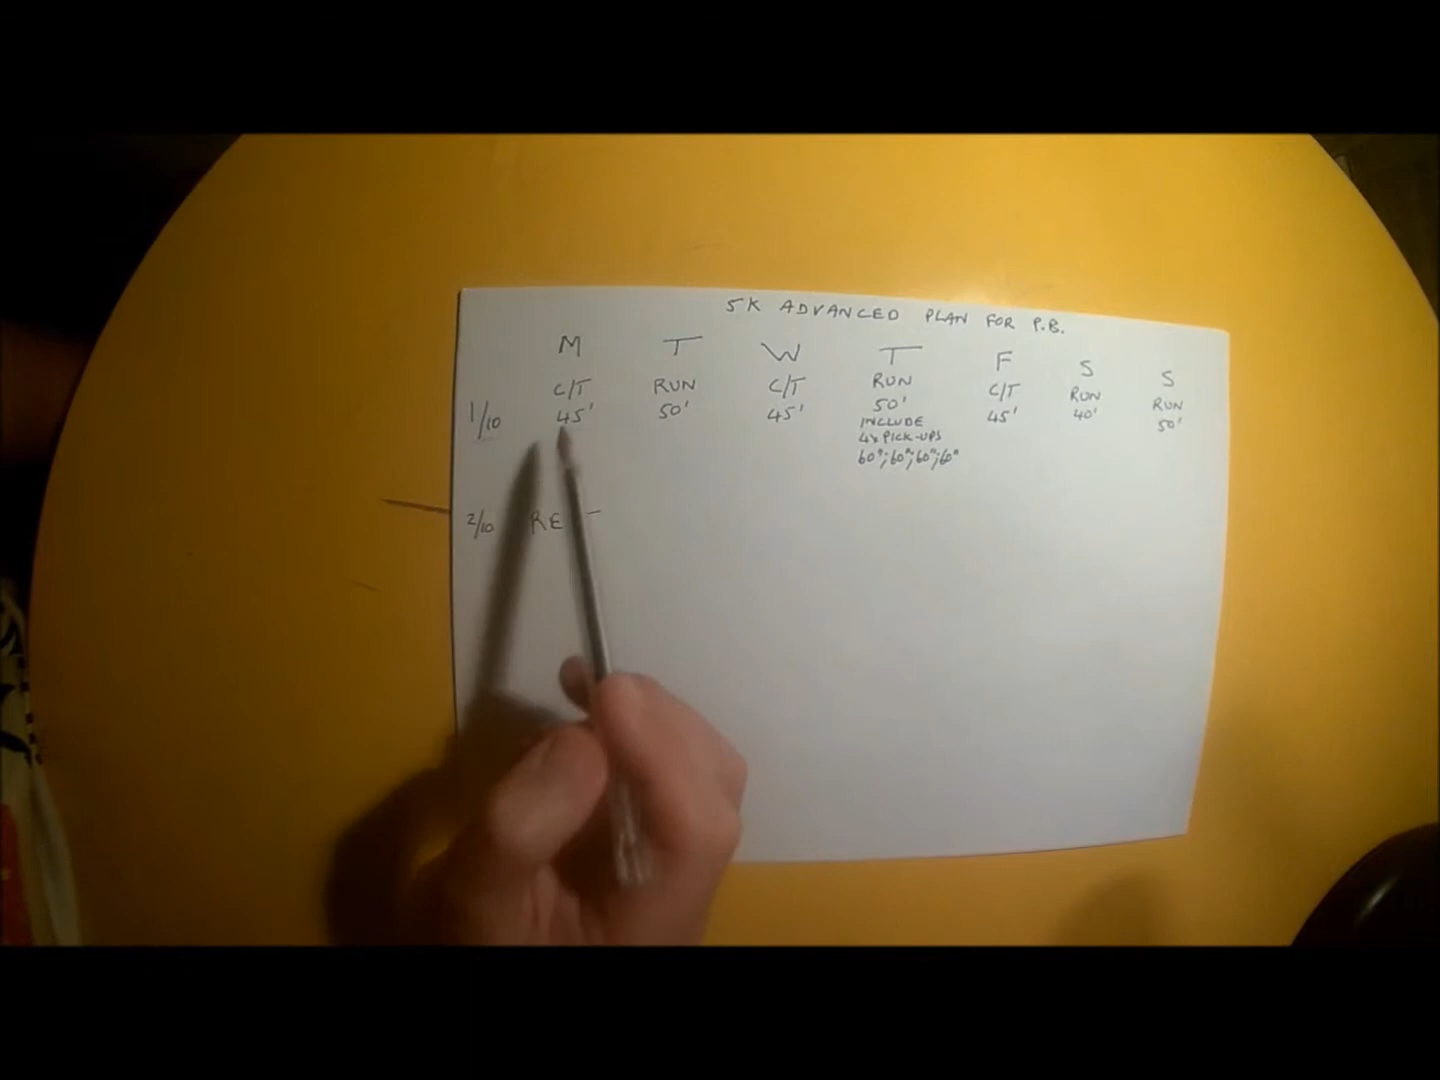 5K ADVANCED PLAN FOR P.B.
M T W T F S S
1/10
C/T
45'
RUN
50'
C/T
45'
RUN
50'
INCLUDE
4x PICK-UPS
60";60";60";60"
C/T
45'
RUN
40'
RUN
50'
2/10